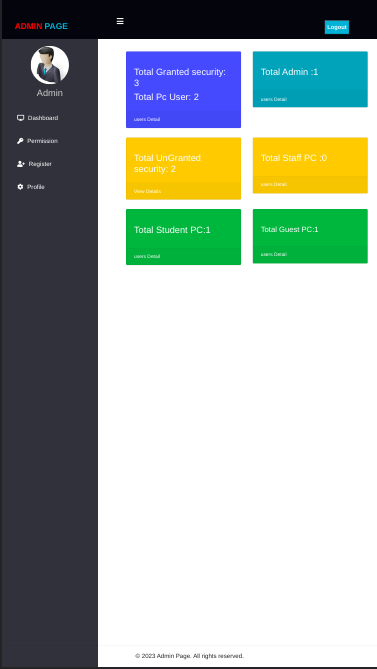 ADMIN PAGE
Logout
Admin
Dashboard
Permission
Register
Profile
Total Granted security:
3
Total Pc User: 2
users Detail
Total Admin :1
users Detail
Total UnGranted
security: 2
View Details
Total Staff PC :0
users Detail
Total Student PC:1
users Detail
Total Guest PC:1
users Detail
© 2023 Admin Page. All rights reserved.